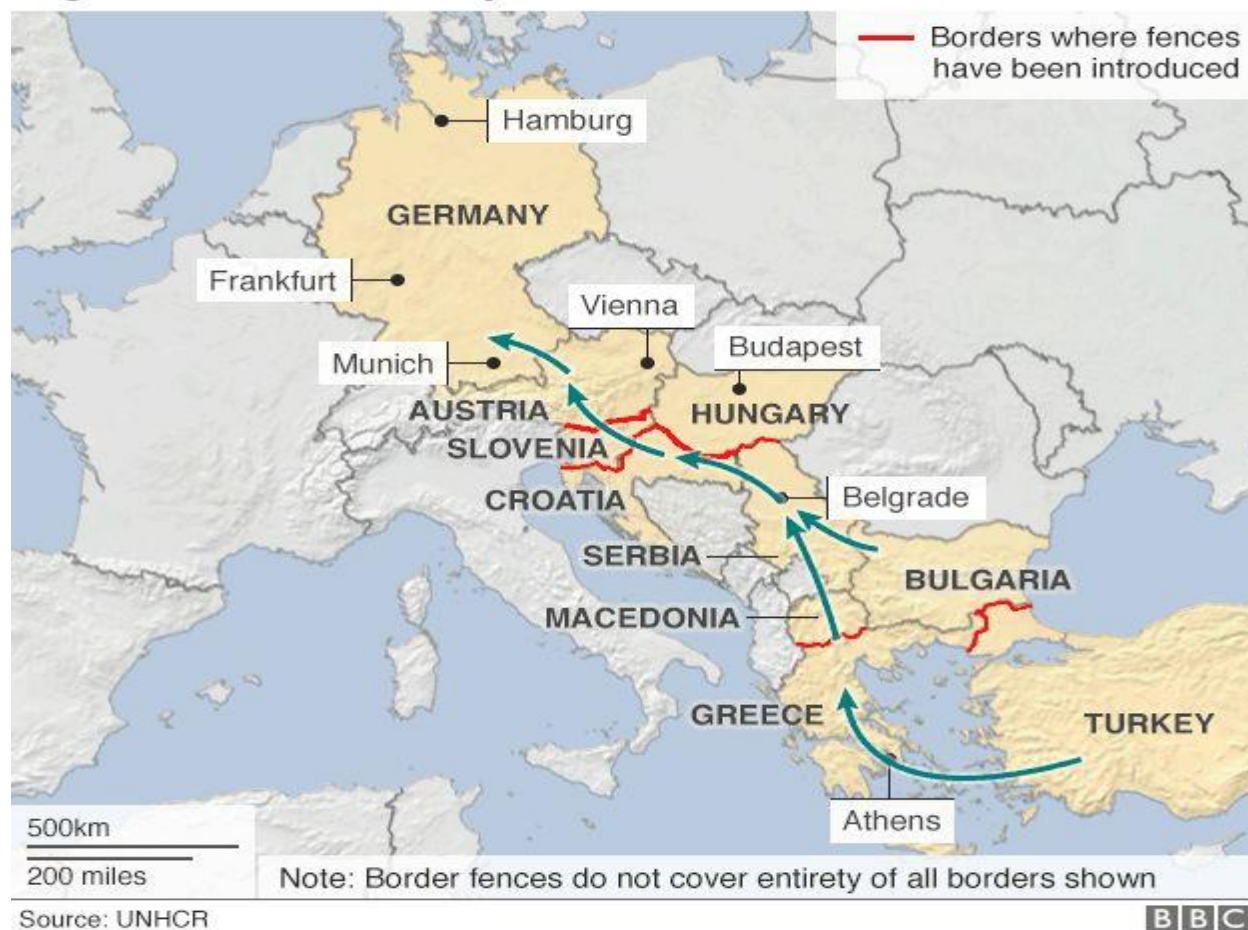 Borders where fences
have been introduced
Hamburg
GERMANY
Frankfurt
Vienna
Budapest
Munich
AUSTRIA
HUNGARY
SLOVENIA
CROATIA
Belgrade
SERBIA
BULGARIA
MACEDONIA
GREECE
TURKEY
Athens
500km
200 miles
Note: Border fences do not cover entirety of all borders shown
Source: UNHCR
BBC